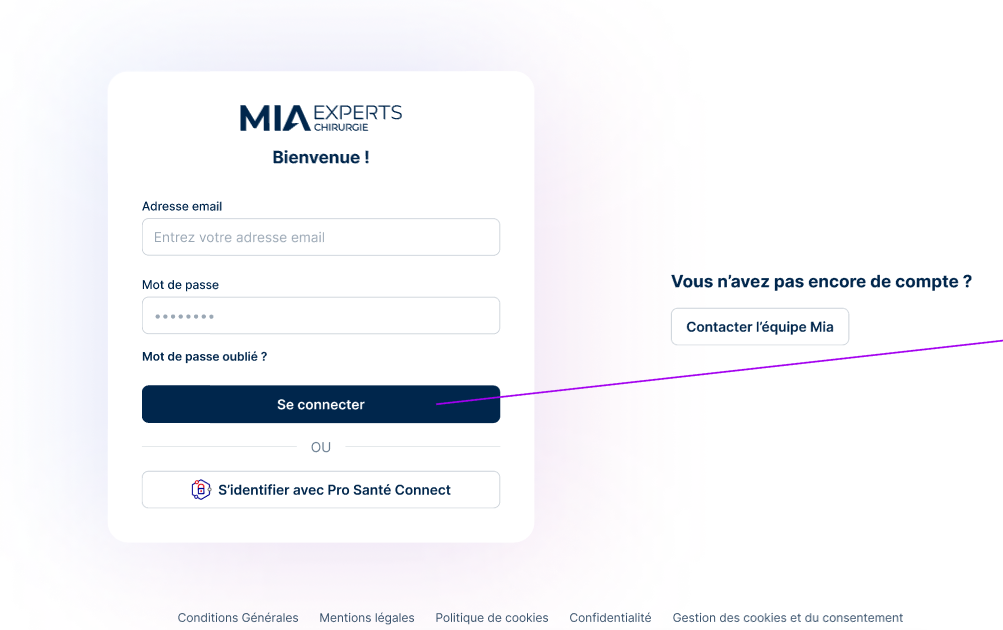 MIA EXPERTS
CHIRURGIE
Bienvenue !
Adresse email
Entrez votre adresse email
Mot de passe
Mot de passe oublié ?
Se connecter
OU
S’identifier avec Pro Santé Connect
Vous n’avez pas encore de compte ?
Contacter l’équipe Mia
Conditions Générales Mentions légales Politique de cookies Confidentialité Gestion des cookies et du consentement